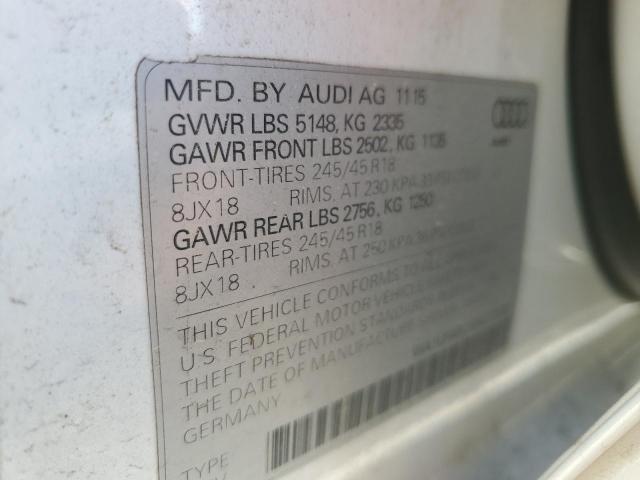 MFD. BY AUDI AG 11 15
GVWR LBS 5148, KG 2335
GAWR FRONT LBS 2502, KG 1135
FRONT-TIRES 245/45 R18
8JX18 RIMS. AT 230 KPA
GAWR REAR LBS 2756, KG 1250
REAR-TIRES 245/45 R18
8JX18 RIMS. AT 250 KPA
THIS VEHICLE CONFORMS TO ALL
U.S. FEDERAL MOTOR VEHICLE
THEFT PREVENTION STANDARDS
THE DATE OF MANUFACTURE
GERMANY
TYPE